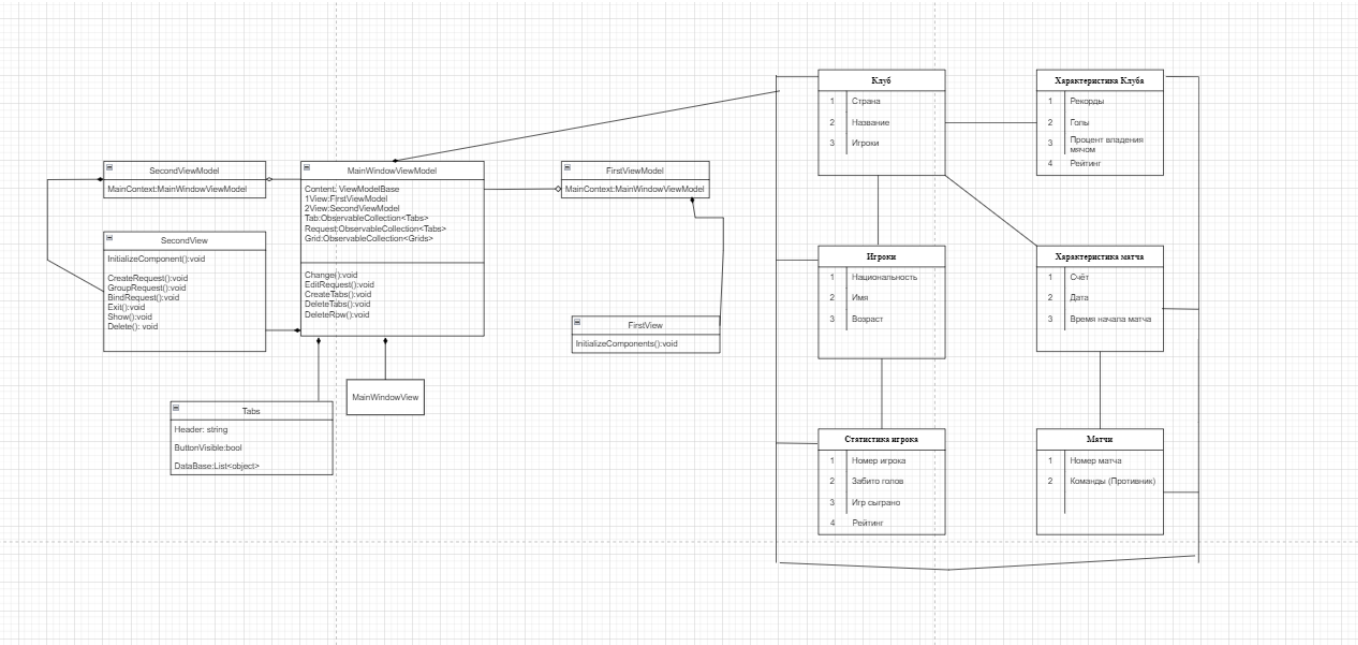 SecondViewModel
MainContext:MainWindowViewModel
SecondView
InitializeComponent():void
CreateRequest():void
GroupRequest():void
BindRequest():void
Exit():void
Show():void
Delete(): void
MainWindowViewModel
Content: ViewModelBase
1View:FirstViewModel
2View:SecondViewModel
Tab:ObservableCollection<Tabs>
Request:ObservableCollection<Tabs>
Grid:ObservableCollection<Grids>
Change():void
EditRequest():void
CreateTabs():void
DeleteTabs():void
DeleteRow():void
Tabs
Header: string
ButtonVisible:bool
DataBase:List<object>
MainWindowView
FirstViewModel
MainContext:MainWindowViewModel
FirstView
InitializeComponents():void
Клуб
1 Страна
2 Название
3 Игроки
Характеристика Клуба
1 Рекорды
2 Голы
3 Процент владения
мячом
4 Рейтинг
Игроки
1 Национальность
2 Имя
3 Возраст
Характеристика матча
1 Счёт
2 Дата
3 Время начала матча
Статистика игрока
1 Номер игрока
2 Забито голов
3 Игр сыграно
4 Рейтинг
Матчи
1 Номер матча
2 Команды (Противник)